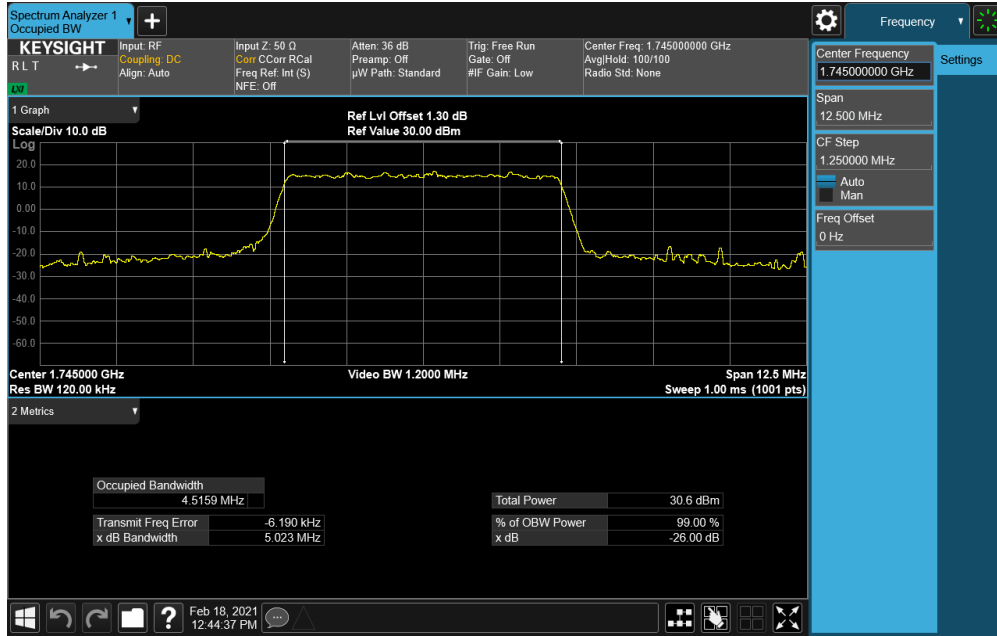 Spectrum Analyzer 1
Occupied BW
Frequency
KEYSIGHT
R L T
LXI
Input: RF
Coupling: DC
Align: Auto
Input Z: 50 Ω
Corr CCorr RCal
Freq Ref: Int (S)
NFE: Off
Atten: 36 dB
Preamp: Off
µW Path: Standard
Trig: Free Run
Gate: Off
#IF Gain: Low
Center Freq: 1.745000000 GHz
Avg|Hold: 100/100
Radio Std: None
Center Frequency
1.745000000 GHz
Settings
Span
12.500 MHz
CF Step
1.250000 MHz
Auto
Man
Freq Offset
0 Hz
1 Graph
Scale/Div 10.0 dB
Ref Lvl Offset 1.30 dB
Ref Value 30.00 dBm
Log
20.0
10.0
0.00
-10.0
-20.0
-30.0
-40.0
-50.0
-60.0
Center 1.745000 GHz
Video BW 1.2000 MHz
Span 12.5 MHz
Res BW 120.00 kHz
Sweep 1.00 ms (1001 pts)
2 Metrics
Occupied Bandwidth
4.5159 MHz
Transmit Freq Error -6.190 kHz
x dB Bandwidth 5.023 MHz
Total Power 30.6 dBm
% of OBW Power 99.00 %
x dB -26.00 dB
Feb 18, 2021
12:44:37 PM